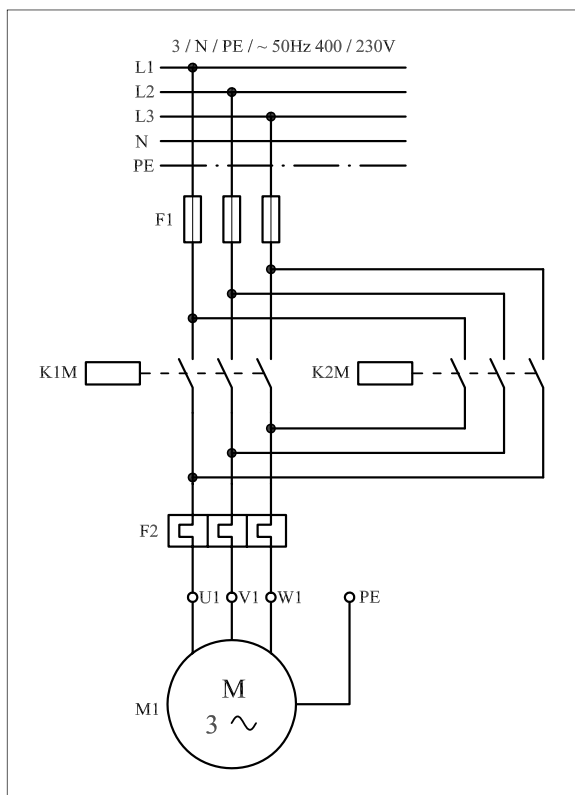 3 / N / PE / ~ 50Hz 400 / 230V
L1
L2
L3
N
PE
F1
K1M
K2M
F2
U1 V1 W1 PE
M1
M
3 ~